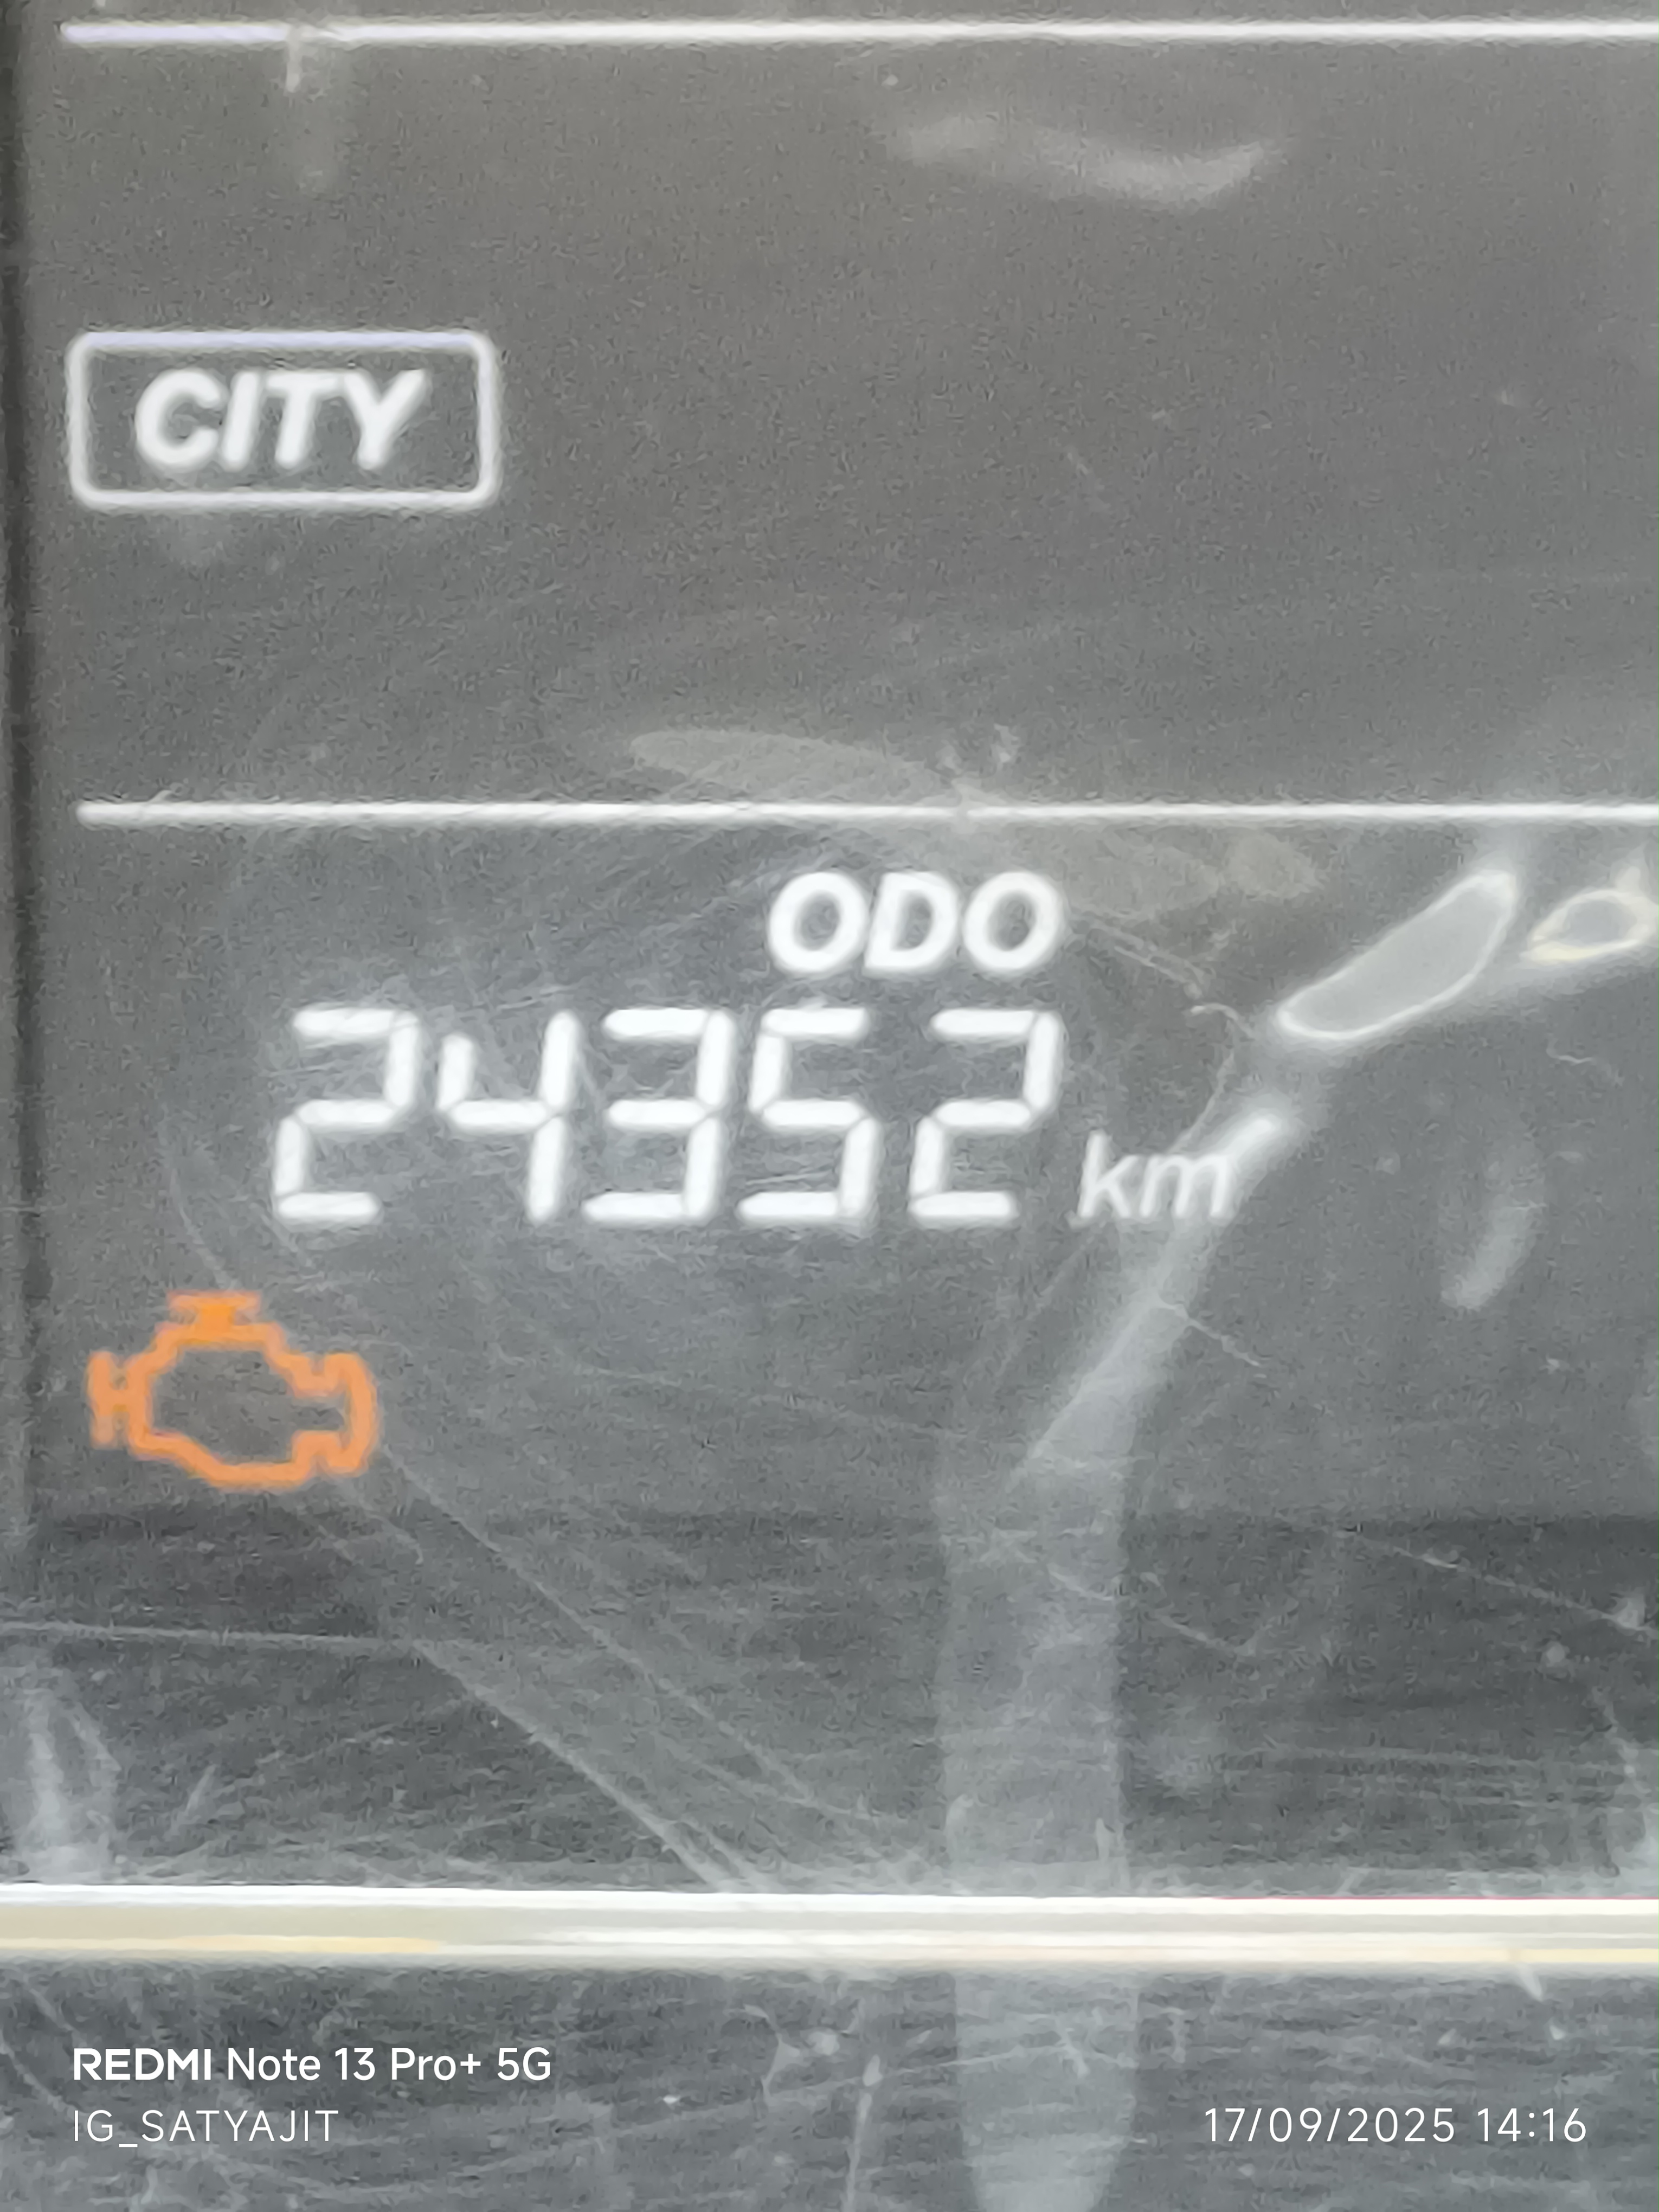 CITY
ODO
24352 km
REDMI Note 13 Pro+ 5G
IG_SATYAJIT
17/09/2025 14:16